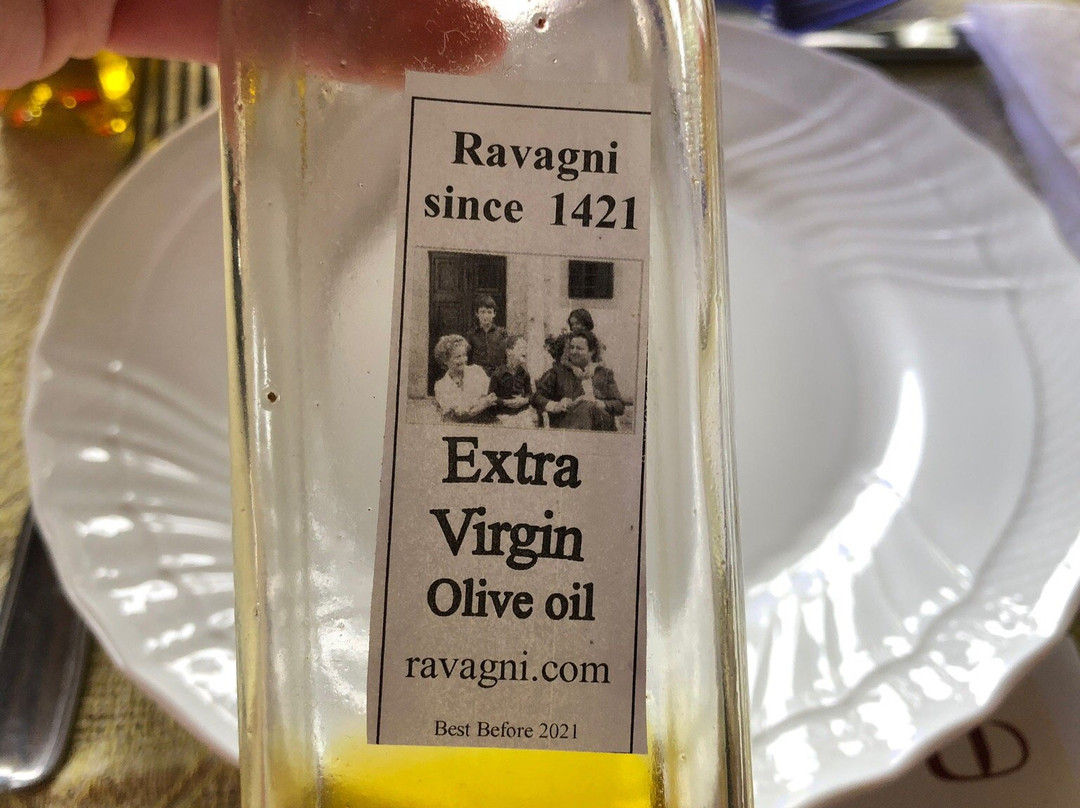 Ravagni
since 1421
Extra
Virgin
Olive oil
ravagni.com
Best Before 2021